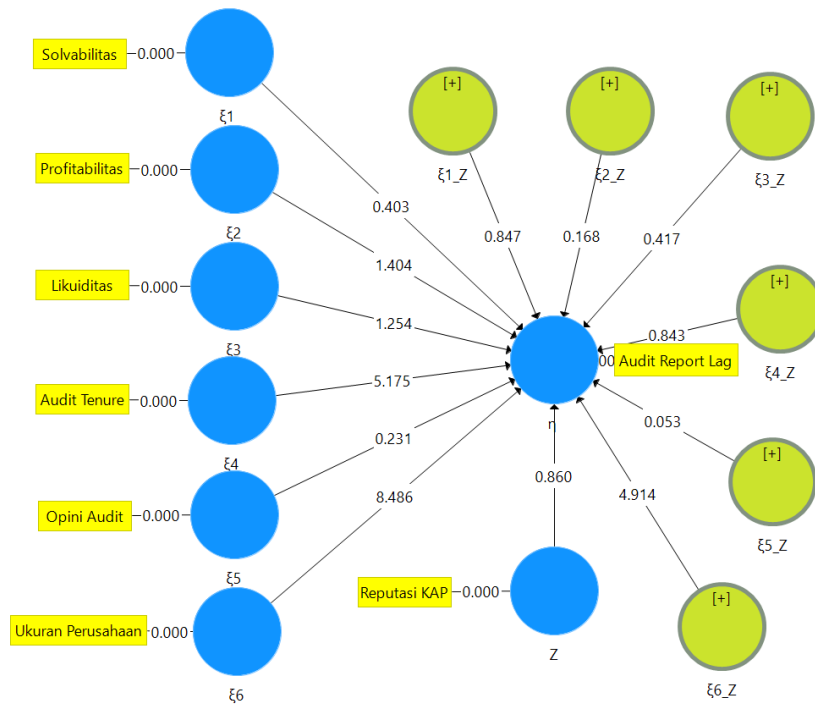 Solvabilitas
0.000
ξ1
Profitabilitas
0.000
ξ2
Likuiditas
0.000
ξ3
Audit Tenure
0.000
ξ4
Opini Audit
0.000
ξ5
Ukuran Perusahaan
0.000
ξ6
0.403
1.404
1.254
5.175
0.231
8.486
[+]
ξ1_Z
0.847
[+]
ξ2_Z
0.168
[+]
ξ3_Z
0.417
[+]
ξ4_Z
0.843
[+]
ξ5_Z
0.053
[+]
ξ6_Z
4.914
Audit Report Lag
η
0.860
Reputasi KAP
0.000
Z